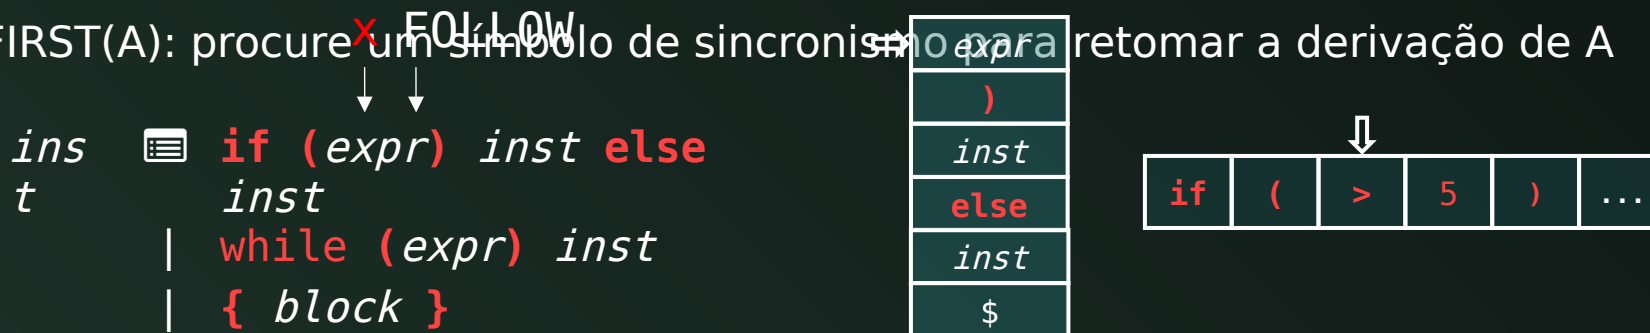 FIRST(A): procure um símbolo de sincronismo para retomar a derivação de A
x FOLLOW
inst
if (expr) inst else
inst
| while (expr) inst
| { block }
expr
)
inst
else
inst
$
if ( > 5 ) ...